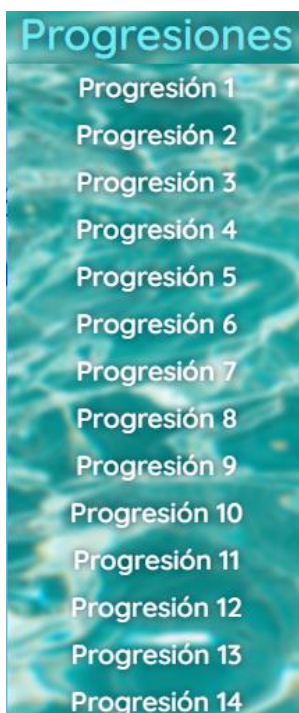 Progresiones
Progresión 1
Progresión 2
Progresión 3
Progresión 4
Progresión 5
Progresión 6
Progresión 7
Progresión 8
Progresión 9
Progresión 10
Progresión 11
Progresión 12
Progresión 13
Progresión 14